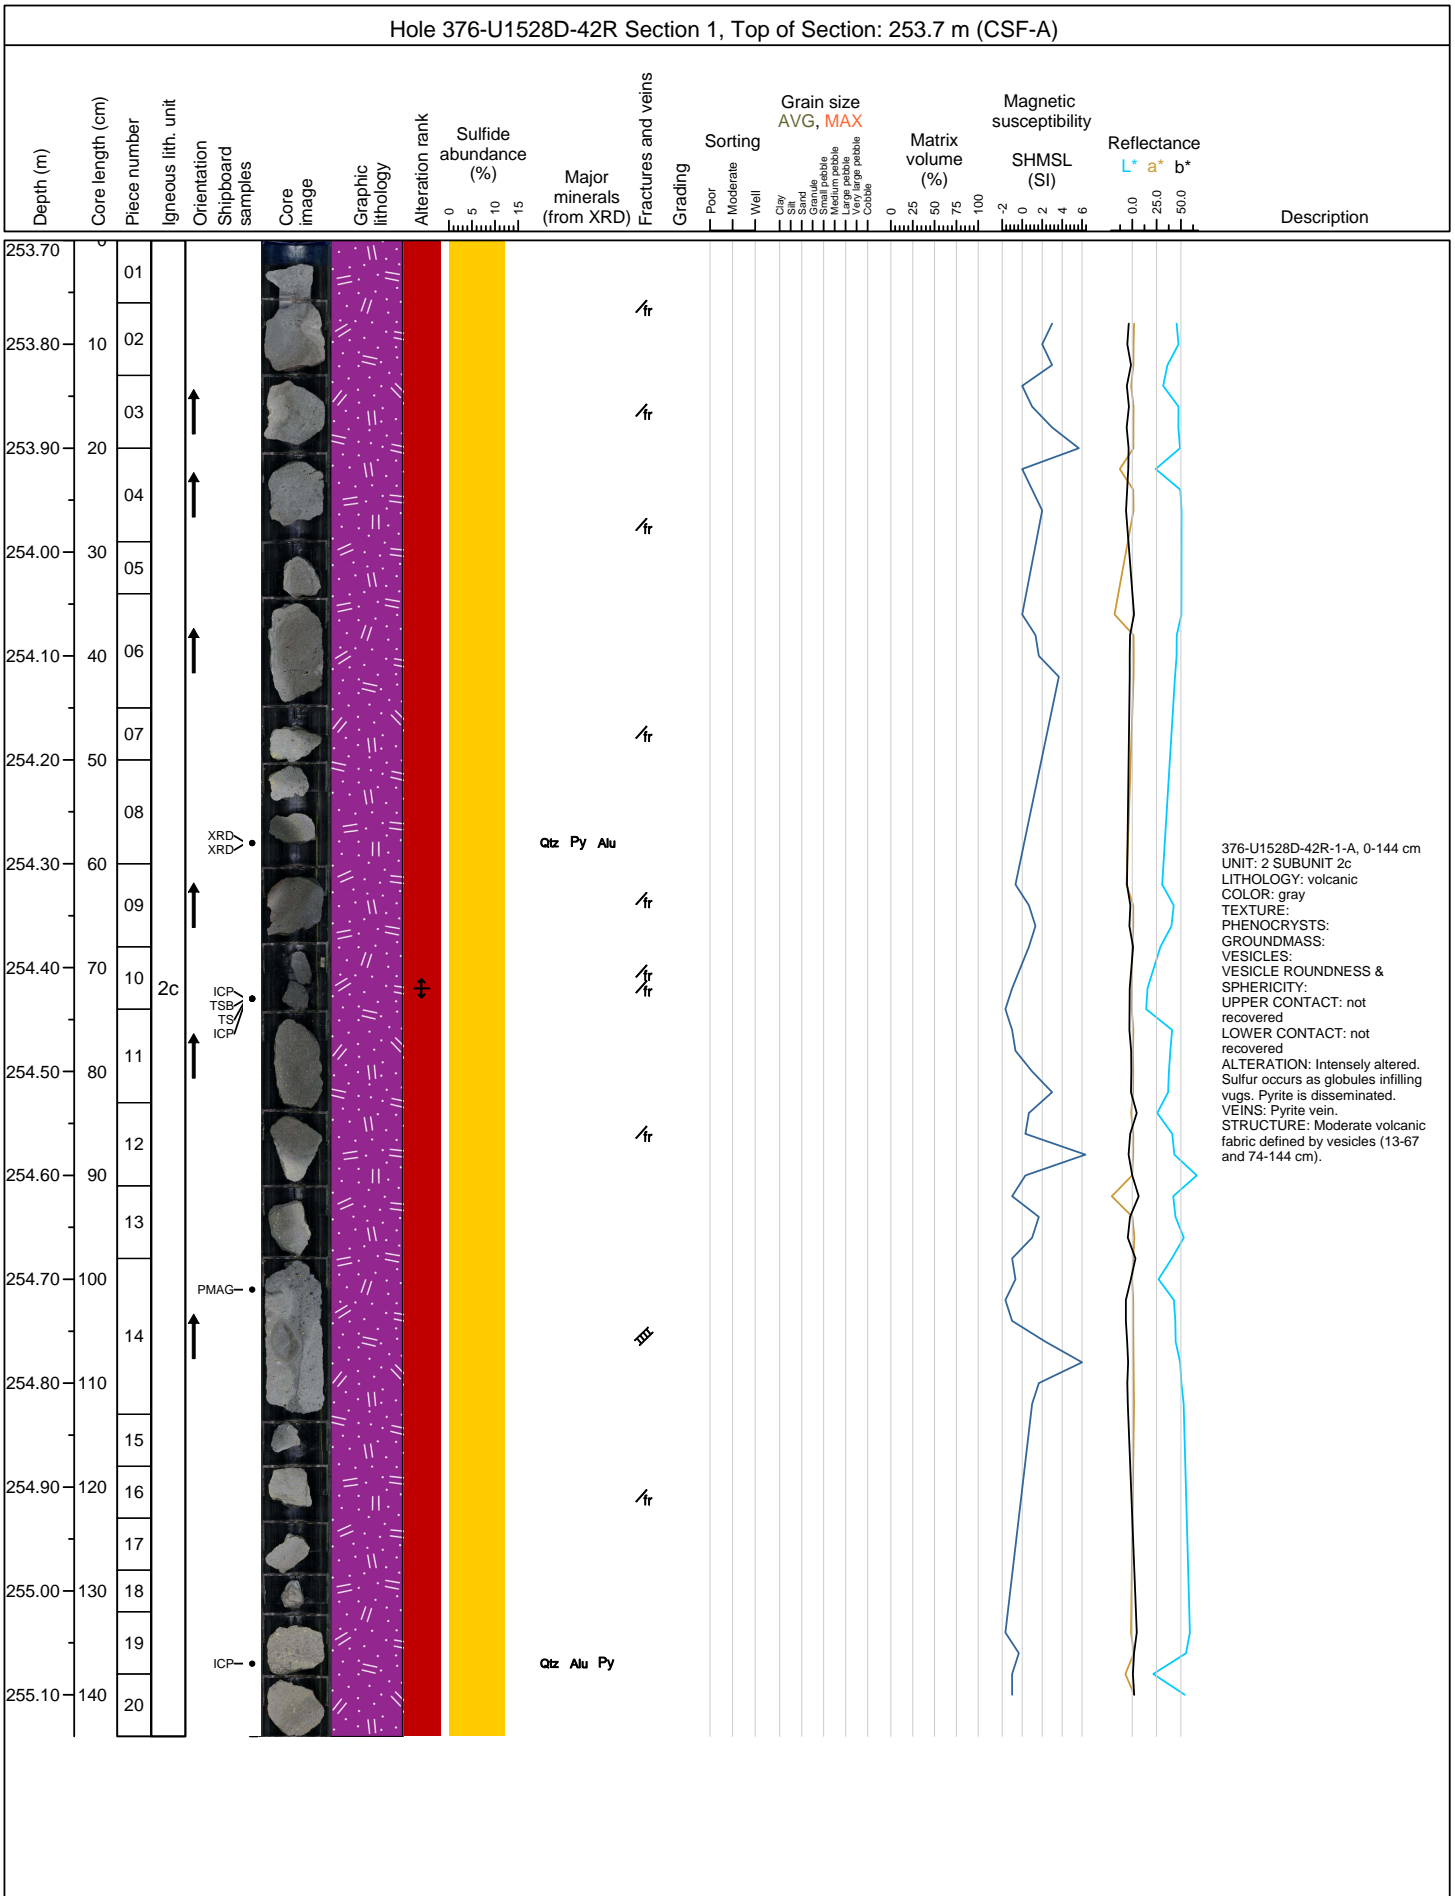 Hole 376-U1528D-42R Section 1, Top of Section: 253.7 m (CSF-A)
Depth (m)
Core length (cm)
Piece number
Igneous lith. unit
Orientation
Shipboard
samples
Core
image
Graphic
lithology
Alteration rank
Sulfide
abundance
(%)
0 5 10 15
Major
minerals
(from XRD)
Fractures and veins
Grading
Sorting
Poor
Moderate
Well
Grain size
AVG, MAX
Clay
Silt
Sand
Granule
Small pebble
Medium pebble
Large pebble
Very large pebble
Cobble
Matrix
volume
(%)
0 25 50 75 100
Magnetic
susceptibility
SHMSL
(SI)
-2 0 2 4 6
Reflectance
L* a* b*
0.0 25.0 50.0
Description
253.70 0
01
fr
02
253.80 10
03
fr
253.90 20
04
fr
254.00 30
05
06
254.10 40
07
fr
254.20 50
08
XRD
XRD
Qtz Py Alu
254.30 60
09
fr
254.40 70
10
fr
fr
2c
ICP
TSB
TS
ICP
11
254.50 80
12
fr
254.60 90
13
254.70 100
PMAG
14
254.80 110
15
254.90 120
16
fr
17
255.00 130
18
19
ICP
Qtz Alu Py
255.10 140
20
376-U1528D-42R-1-A, 0-144 cm
UNIT: 2 SUBUNIT 2c
LITHOLOGY: volcanic
COLOR: gray
TEXTURE:
PHENOCRYSTS:
GROUNDMASS:
VESICLES:
VESICLE ROUNDNESS &
SPHERICITY:
UPPER CONTACT: not
recovered
LOWER CONTACT: not
recovered
ALTERATION: Intensely altered.
Sulfur occurs as globules infilling
vugs. Pyrite is disseminated.
VEINS: Pyrite vein.
STRUCTURE: Moderate volcanic
fabric defined by vesicles (13-67
and 74-144 cm).